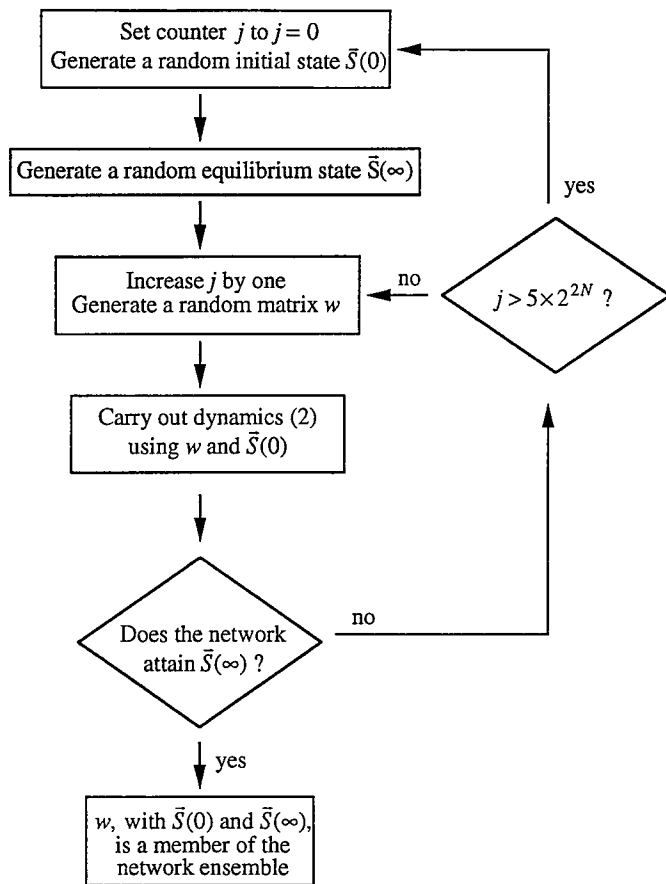 Set counter j to j = 0
Generate a random initial state S⃗(0)
Generate a random equilibrium state S⃗(∞)
yes
Increase j by one
Generate a random matrix w
no
j > 5×2^{2N} ?
Carry out dynamics (2)
using w and S⃗(0)
Does the network
attain S⃗(∞) ?
no
yes
w, with S⃗(0) and S⃗(∞),
is a member of the
network ensemble